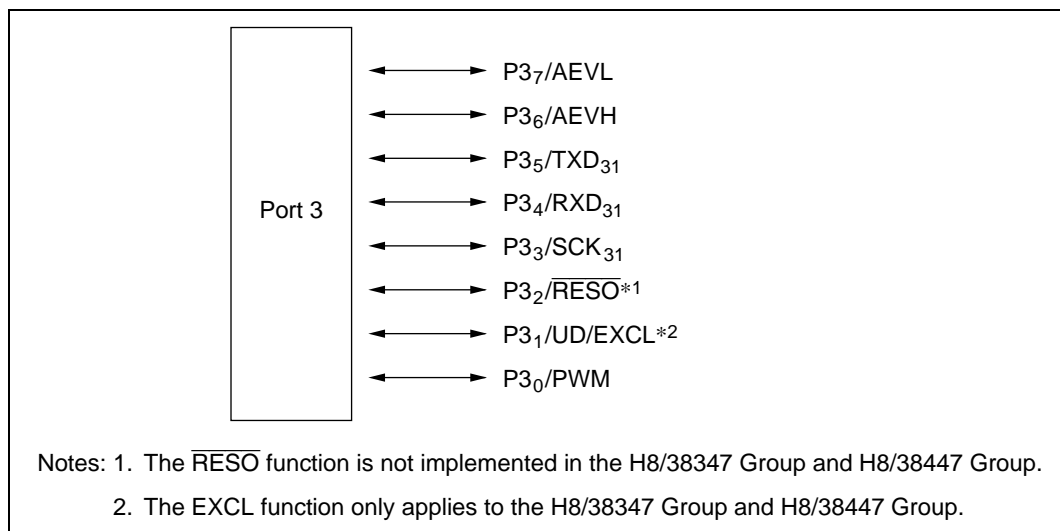 Port 3
P3₇/AEVL
P3₆/AEVH
P3₅/TXD₃₁
P3₄/RXD₃₁
P3₃/SCK₃₁
P3₂/R̅E̅S̅O̅*1
P3₁/UD/EXCL*2
P3₀/PWM
Notes: 1. The R̅E̅S̅O̅ function is not implemented in the H8/38347 Group and H8/38447 Group.
2. The EXCL function only applies to the H8/38347 Group and H8/38447 Group.